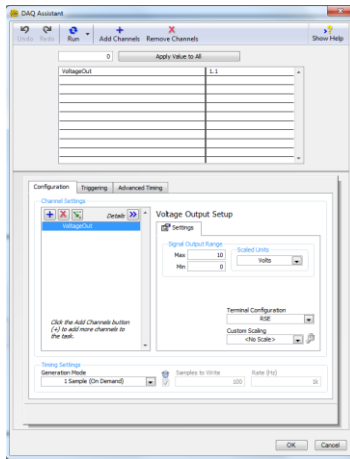 DAQ Assistant
Undo Redo Run Add Channels Remove Channels Show Help
0 Apply Value to All
VoltageOut 1.1
Configuration Triggering Advanced Timing
Channel Settings
Details
VoltageOut
Click the Add Channels button
(+) to add more channels to
the task.
Voltage Output Setup
Settings
Signal Output Range
Max 10
Min 0
Scaled Units
Volts
Terminal Configuration
RSE
Custom Scaling
<No Scale>
Timing Settings
Generation Mode Samples to Write Rate (Hz)
1 Sample (On Demand) 100 1k
OK Cancel